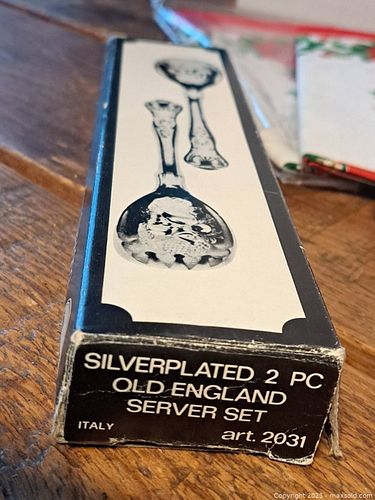 SILVERPLATED 2 PC
OLD ENGLAND
SERVER SET
ITALY
art. 2031
Copyright 2025 - maxsold.com